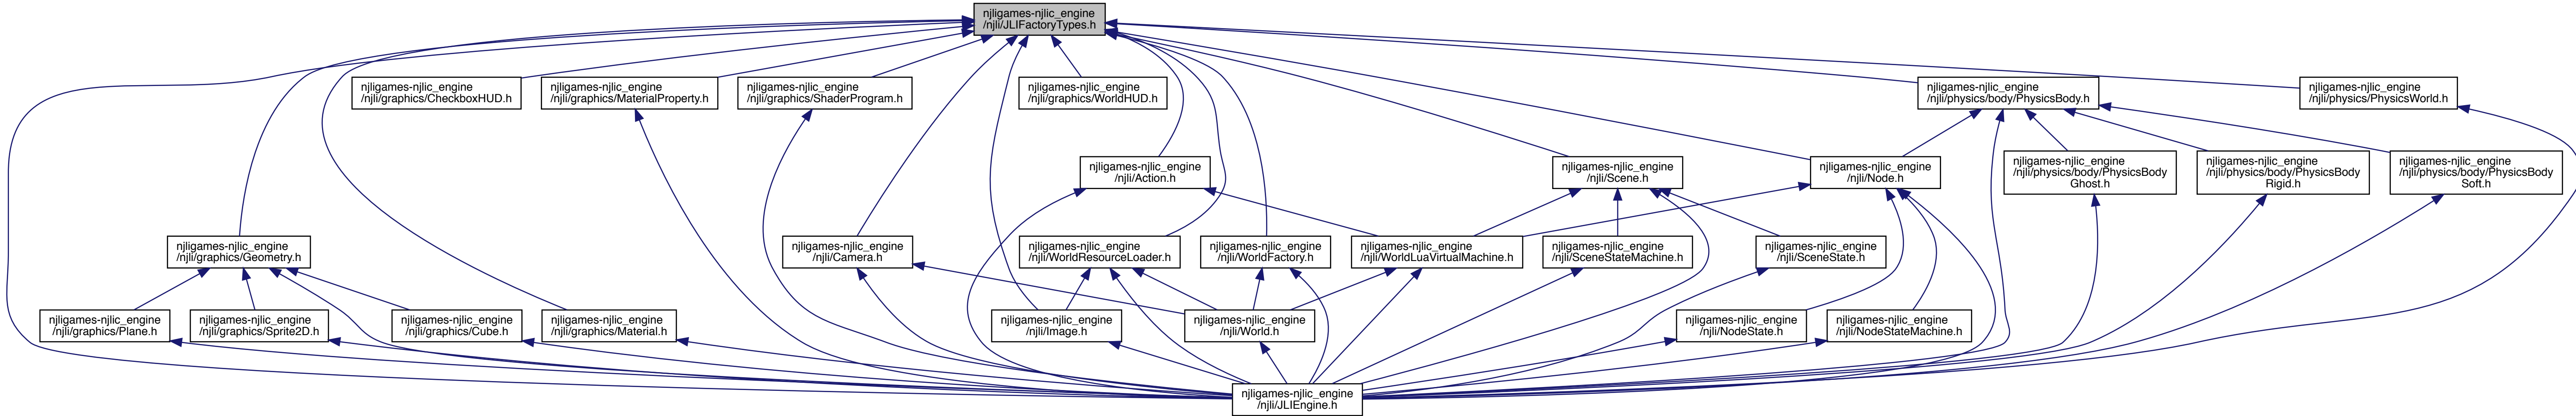 njligames-njlic_engine
/njli/JLIFactoryTypes.h
njligames-njlic_engine
/njli/graphics/CheckboxHUD.h
njligames-njlic_engine
/njli/graphics/MaterialProperty.h
njligames-njlic_engine
/njli/graphics/ShaderProgram.h
njligames-njlic_engine
/njli/graphics/WorldHUD.h
njligames-njlic_engine
/njli/physics/body/PhysicsBody.h
njligames-njlic_engine
/njli/physics/PhysicsWorld.h
njligames-njlic_engine
/njli/Action.h
njligames-njlic_engine
/njli/Scene.h
njligames-njlic_engine
/njli/Node.h
njligames-njlic_engine
/njli/physics/body/PhysicsBody
Ghost.h
njligames-njlic_engine
/njli/physics/body/PhysicsBody
Rigid.h
njligames-njlic_engine
/njli/physics/body/PhysicsBody
Soft.h
njligames-njlic_engine
/njli/graphics/Geometry.h
njligames-njlic_engine
/njli/Camera.h
njligames-njlic_engine
/njli/WorldResourceLoader.h
njligames-njlic_engine
/njli/WorldFactory.h
njligames-njlic_engine
/njli/WorldLuaVirtualMachine.h
njligames-njlic_engine
/njli/SceneStateMachine.h
njligames-njlic_engine
/njli/SceneState.h
njligames-njlic_engine
/njli/graphics/Plane.h
njligames-njlic_engine
/njli/graphics/Sprite2D.h
njligames-njlic_engine
/njli/graphics/Cube.h
njligames-njlic_engine
/njli/graphics/Material.h
njligames-njlic_engine
/njli/Image.h
njligames-njlic_engine
/njli/World.h
njligames-njlic_engine
/njli/NodeState.h
njligames-njlic_engine
/njli/NodeStateMachine.h
njligames-njlic_engine
/njli/JLIEngine.h